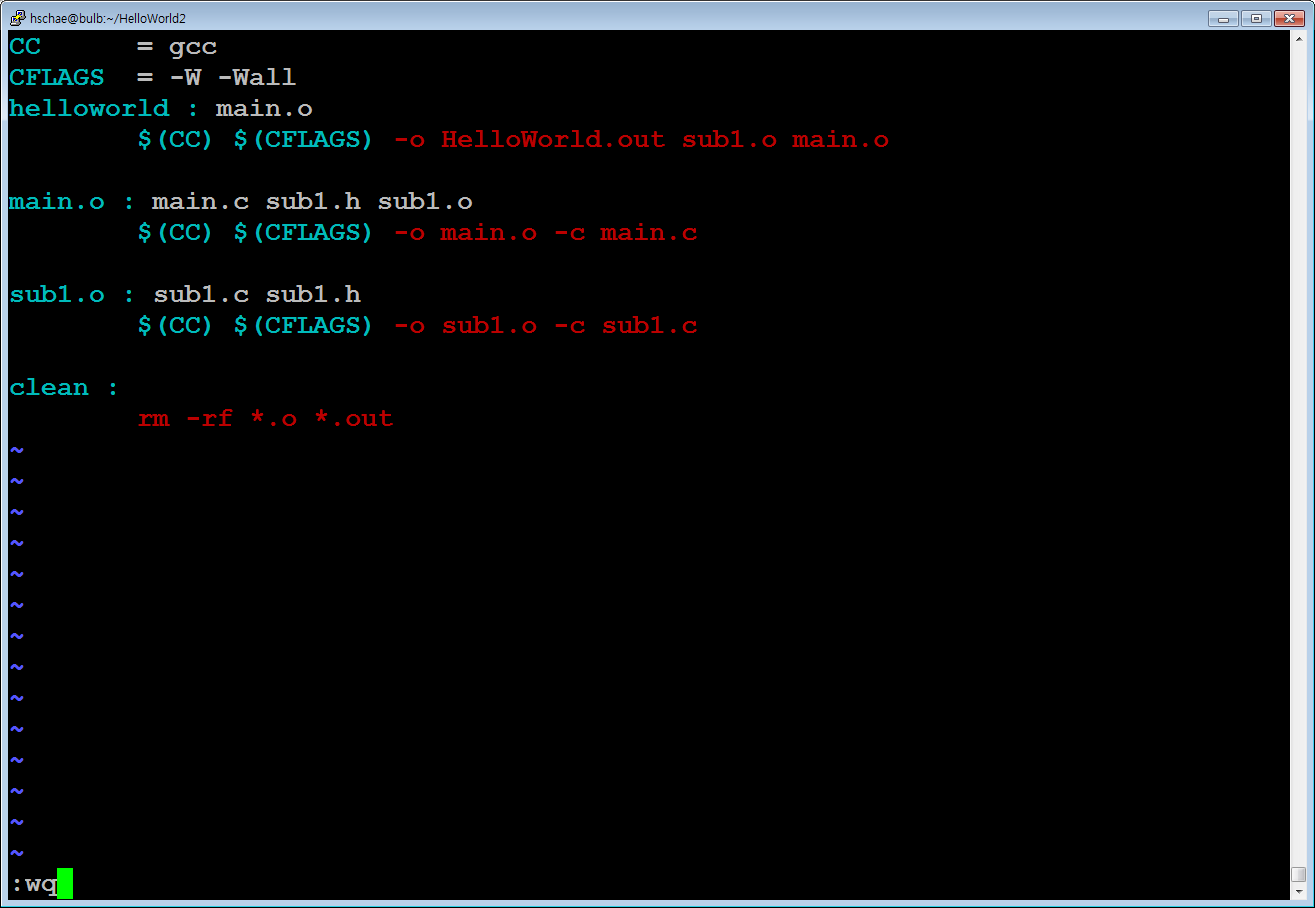 hschae@bulb:~/HelloWorld2
CC      = gcc
CFLAGS  = -W -Wall
helloworld : main.o
        $(CC) $(CFLAGS) -o HelloWorld.out sub1.o main.o

main.o : main.c sub1.h sub1.o
        $(CC) $(CFLAGS) -o main.o -c main.c

sub1.o : sub1.c sub1.h
        $(CC) $(CFLAGS) -o sub1.o -c sub1.c

clean :
        rm -rf *.o *.out
~
~
~
~
~
~
~
~
~
~
~
~
~
~
:wq